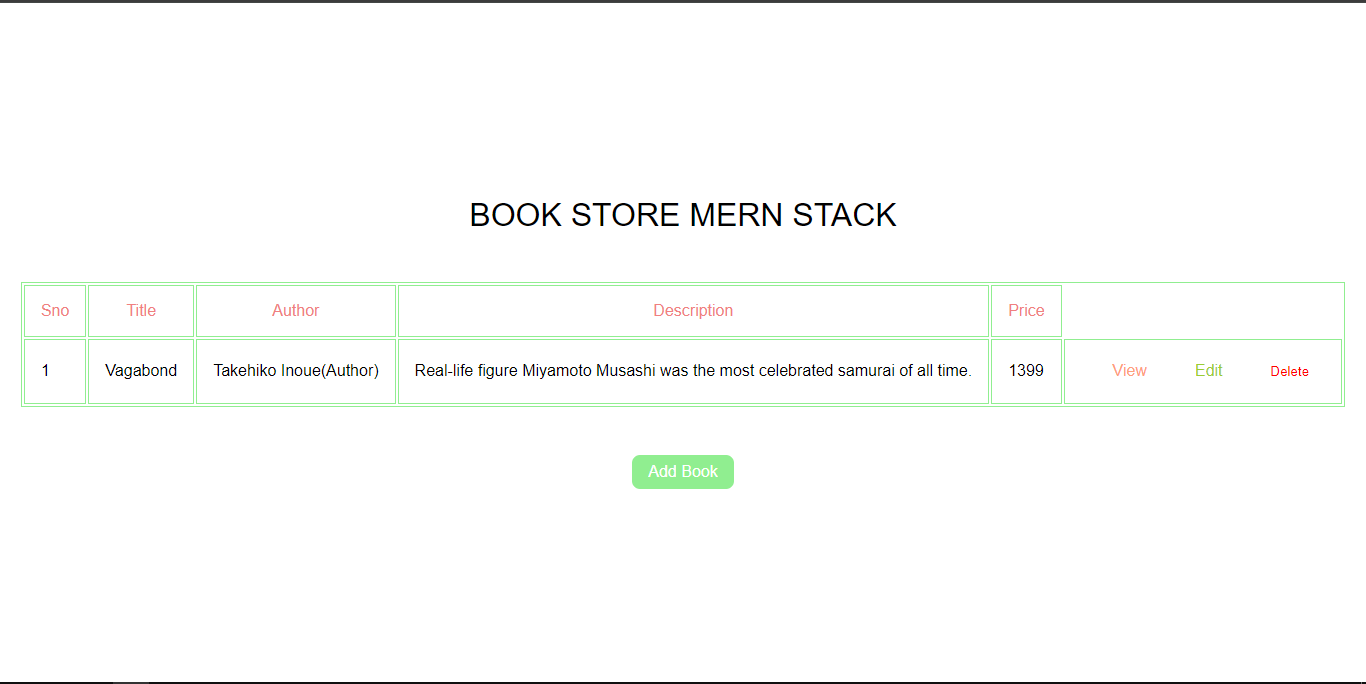 BOOK STORE MERN STACK
Sno Title Author Description Price
1 Vagabond Takehiko Inoue(Author) Real-life figure Miyamoto Musashi was the most celebrated samurai of all time. 1399 View Edit Delete
Add Book